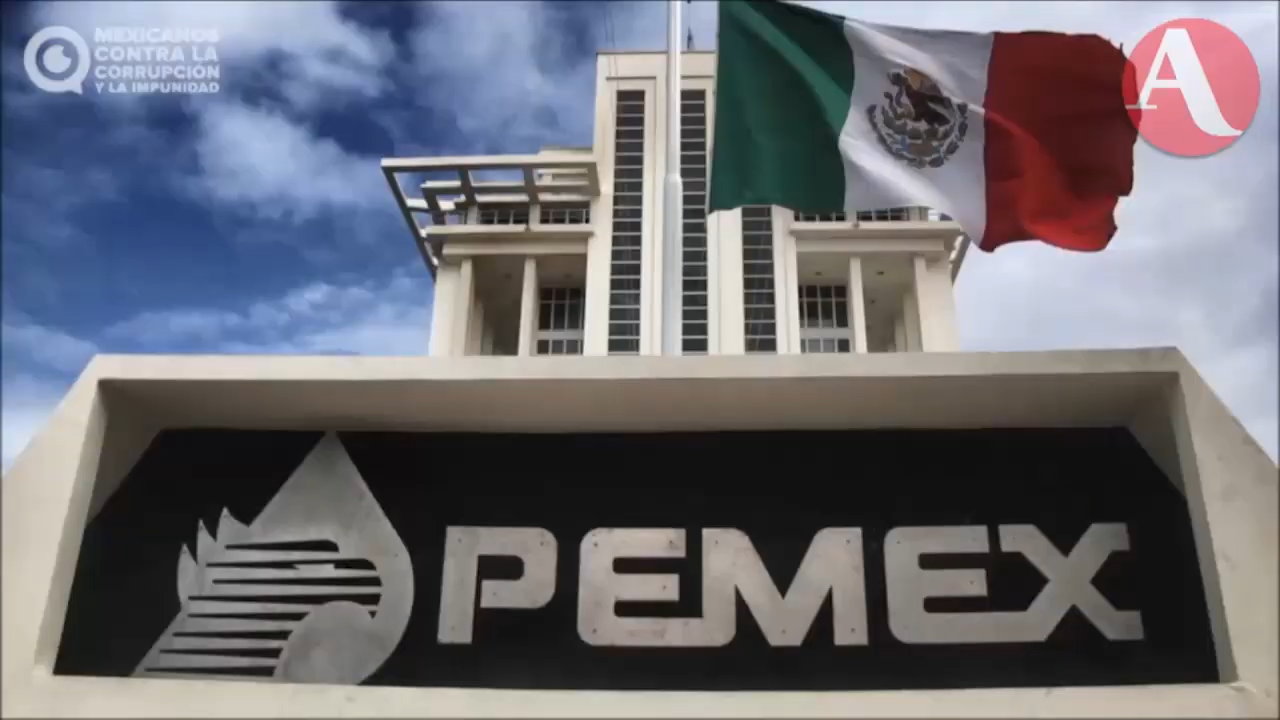 MEXICANOS
CONTRA LA
CORRUPCIÓN
Y LA IMPUNIDAD
A
PEMEX